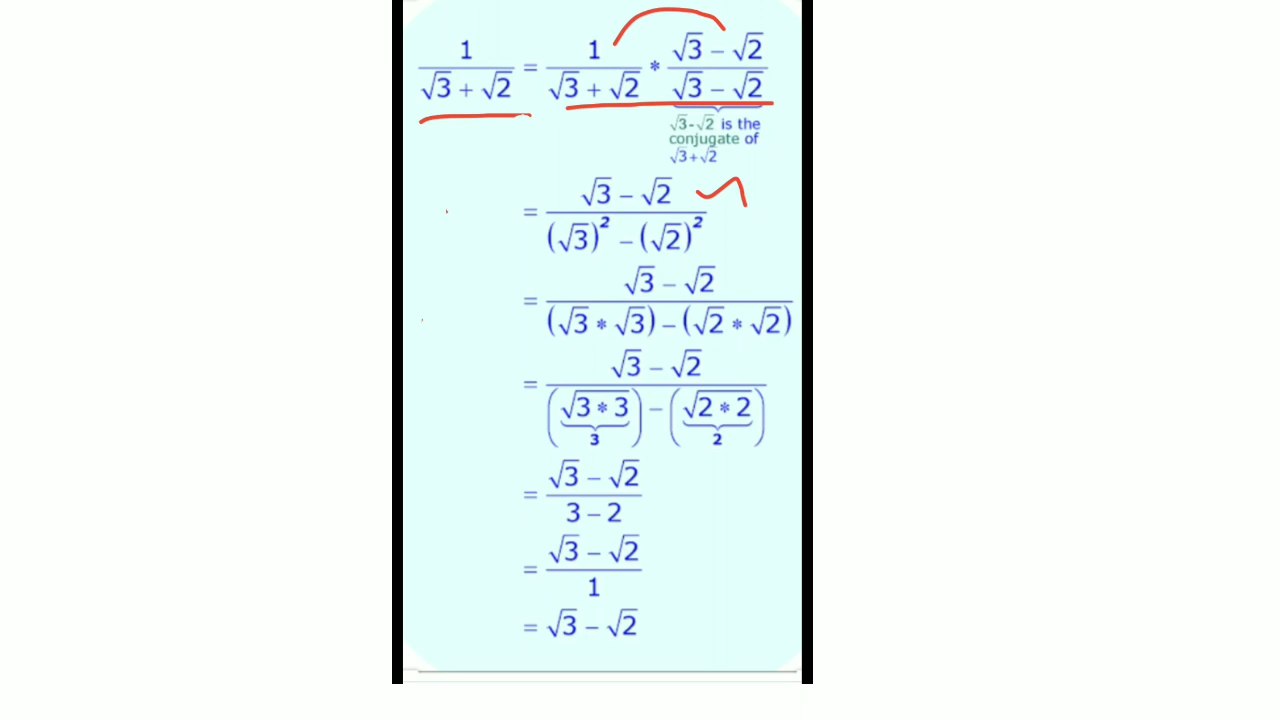 1/(√3 + √2) = 1/(√3 + √2) * (√3 − √2)/(√3 − √2)
√3-√2 is the
conjugate of
√3+√2
= (√3 − √2)/((√3)² − (√2)²)
= (√3 − √2)/((√3 * √3) − (√2 * √2))
= (√3 − √2)/((√(3 * 3)) − (√(2 * 2)))
3 2
= (√3 − √2)/(3 − 2)
= (√3 − √2)/1
= √3 − √2